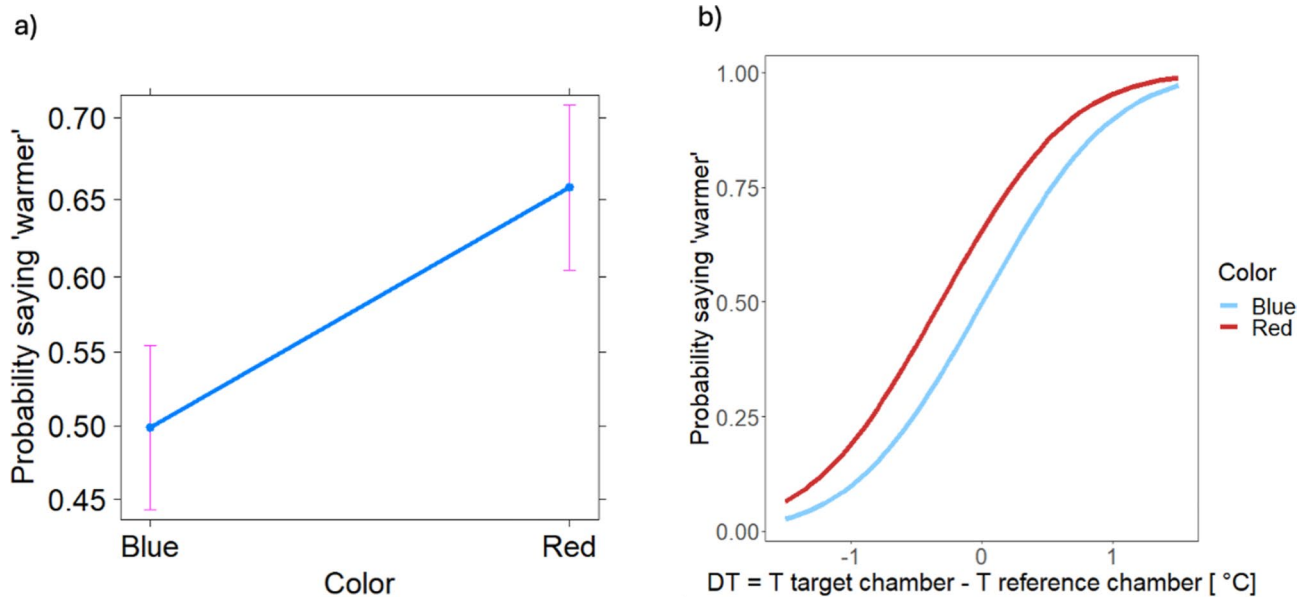 a)
Probability saying 'warmer'
0.70
0.65
0.60
0.55
0.50
0.45
Blue
Red
Color
b)
Probability saying 'warmer'
1.00
0.75
0.50
0.25
0.00
-1
0
1
DT = T target chamber - T reference chamber [ °C]
Color
Blue
Red